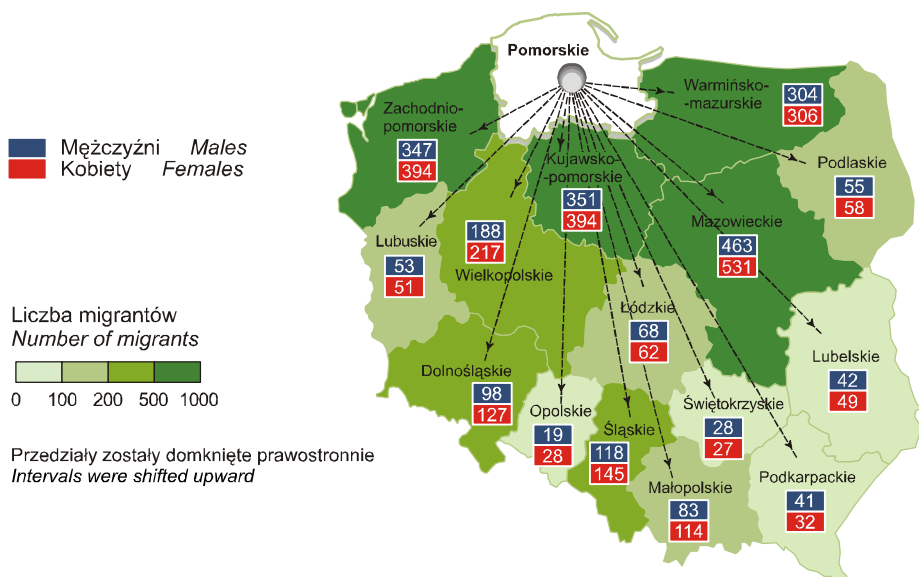 Pomorskie
Warmińsko-
-mazurskie
304
306
Zachodnio-
pomorskie
347
394
Mężczyźni Males
Kobiety Females
Kujawsko-
-pomorskie
351
394
Podlaskie
55
58
Mazowieckie
463
531
Lubuskie
53
51
188
217
Wielkopolskie
Liczba migrantów
Number of migrants
0 100 200 500 1000
Łódzkie
68
62
Lubelskie
42
49
Dolnośląskie
98
127
Opolskie
19
28
Śląskie
118
145
Świętokrzyskie
28
27
Przedziały zostały domknięte prawostronnie
Intervals were shifted upward
Małopolskie
83
114
Podkarpackie
41
32